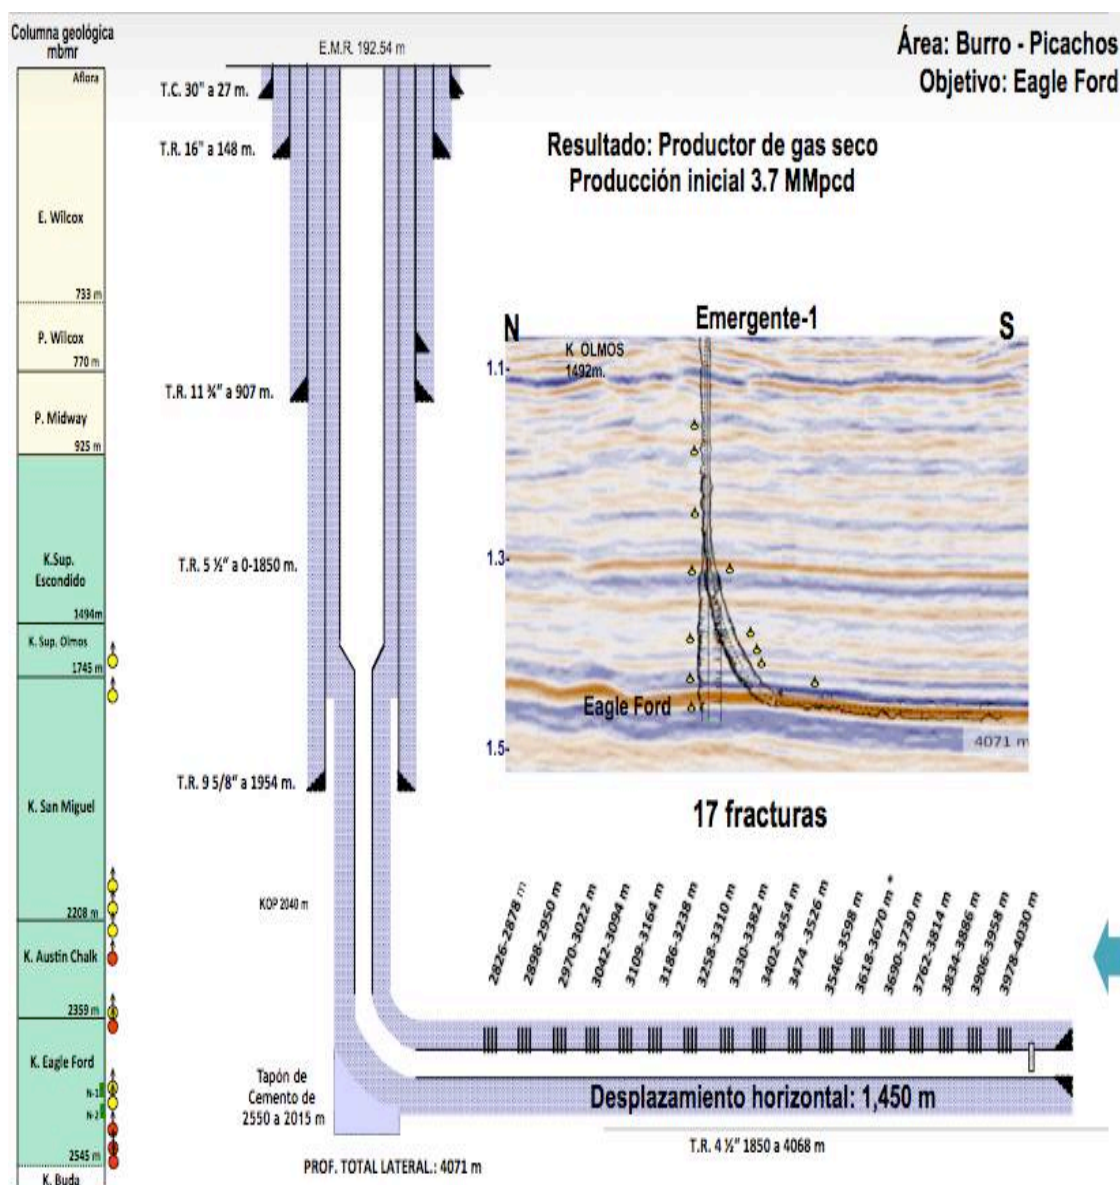 Columna geológica
mbmr
E.M.R. 192.54 m
Área: Burro - Picachos
Objetivo: Eagle Ford
Aflora
T.C. 30" a 27 m.
T.R. 16" a 148 m.
Resultado: Productor de gas seco
Producción inicial 3.7 MMpcd
E. Wilcox
733 m
P. Wilcox
770 m
P. Midway
925 m
T.R. 11 ¾" a 907 m.
Emergente-1
N
S
K OLMOS
1492m.
1.1-
1.3-
1.5-
Eagle Ford
4071 m
K.Sup.
Escondido
1494m
T.R. 5 ½" a 0-1850 m.
K. Sup. Olmos
1745 m
T.R. 9 5/8" a 1954 m.
K. San Miguel
2208 m
17 fracturas
KOP 2040 m
2826-2878 m
2898-2950 m
2970-3022 m
3042-3094 m
3109-3164 m
3186-3238 m
3258-3310 m
3330-3382 m
3402-3454 m
3474 -3526 m
3546-3598 m
3618-3670 m *
3690-3730 m
3762-3814 m
3834-3886 m
3906-3958 m
3978-4030 m
K. Austin Chalk
2359 m
K. Eagle Ford
N-1
N-2
2545 m
K. Buda
Tapón de
Cemento de
2550 a 2015 m
Desplazamiento horizontal: 1,450 m
T.R. 4 ½" 1850 a 4068 m
PROF. TOTAL LATERAL.: 4071 m